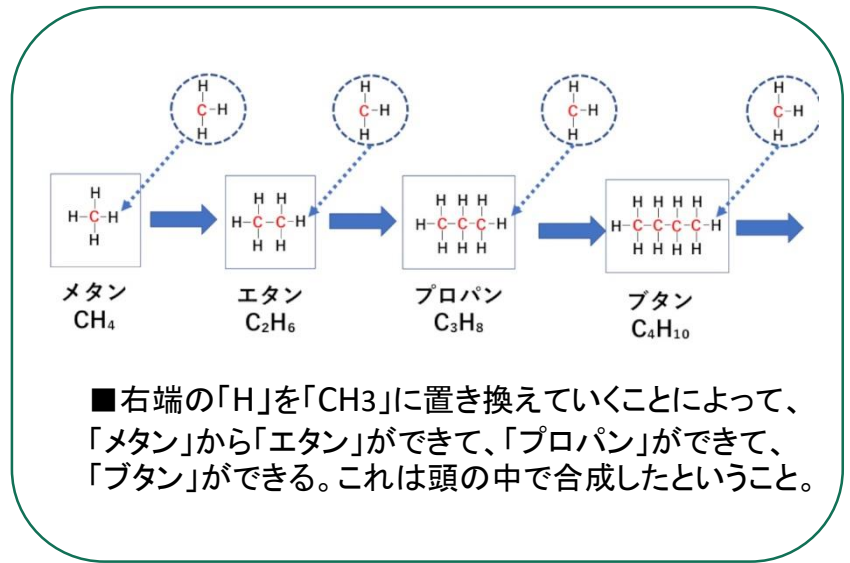 H
C-H
H
H
C-H
H
H
C-H
H
H
C-H
H
H
H-C-H
H
H H
H-C-C-H
H H
H H H
H-C-C-C-H
H H H
H H H H
H-C-C-C-C-H
H H H H
メタン
CH₄
エタン
C₂H₆
プロパン
C₃H₈
ブタン
C₄H₁₀
■右端の「H」を「CH3」に置き換えていくことによって、
「メタン」から「エタン」ができて、「プロパン」ができて、
「ブタン」ができる。これは頭の中で合成したということ。